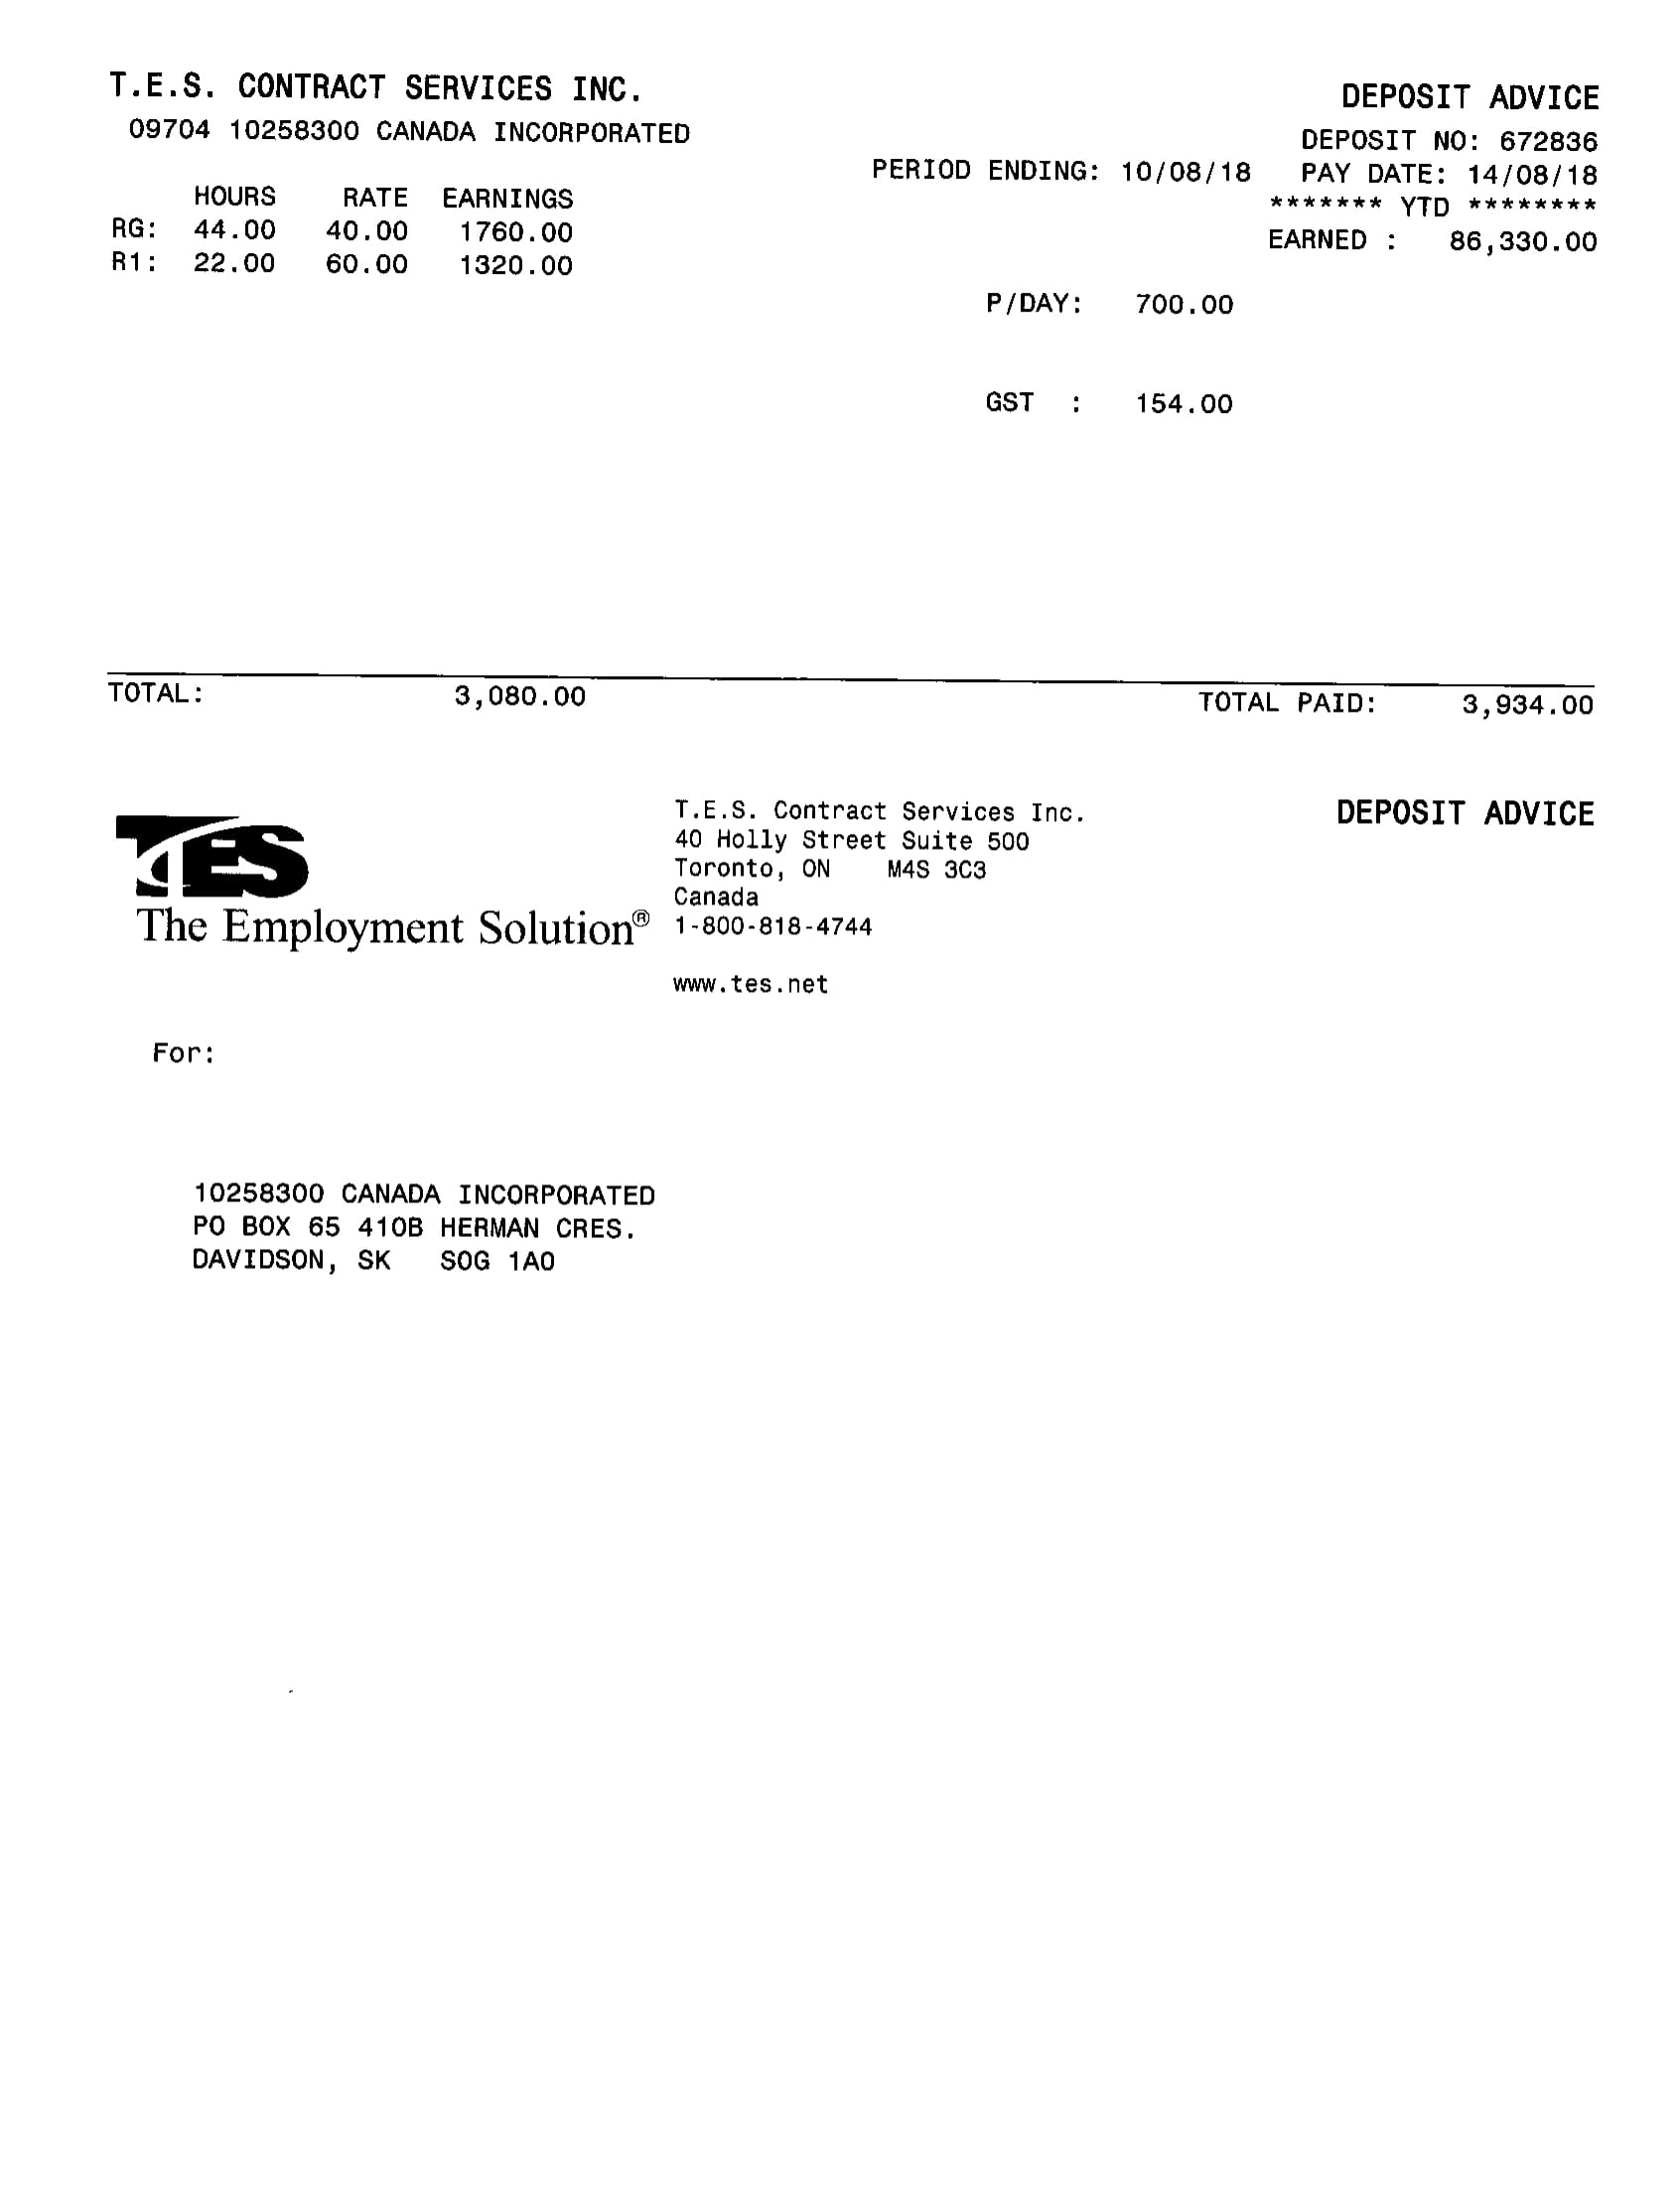 T.E.S. CONTRACT SERVICES INC.
DEPOSIT ADVICE
09704 10258300 CANADA INCORPORATED
DEPOSIT NO: 672836
PERIOD ENDING: 10/08/18 PAY DATE: 14/08/18
HOURS RATE EARNINGS
******* YTD ********
RG: 44.00 40.00 1760.00
EARNED : 86,330.00
R1: 22.00 60.00 1320.00
P/DAY: 700.00
GST : 154.00
TOTAL: 3,080.00 TOTAL PAID: 3,934.00
TES
The Employment Solution®
T.E.S. Contract Services Inc.
40 Holly Street Suite 500
Toronto, ON M4S 3C3
Canada
1-800-818-4744
www.tes.net
DEPOSIT ADVICE
For:
10258300 CANADA INCORPORATED
PO BOX 65 410B HERMAN CRES.
DAVIDSON, SK SOG 1A0